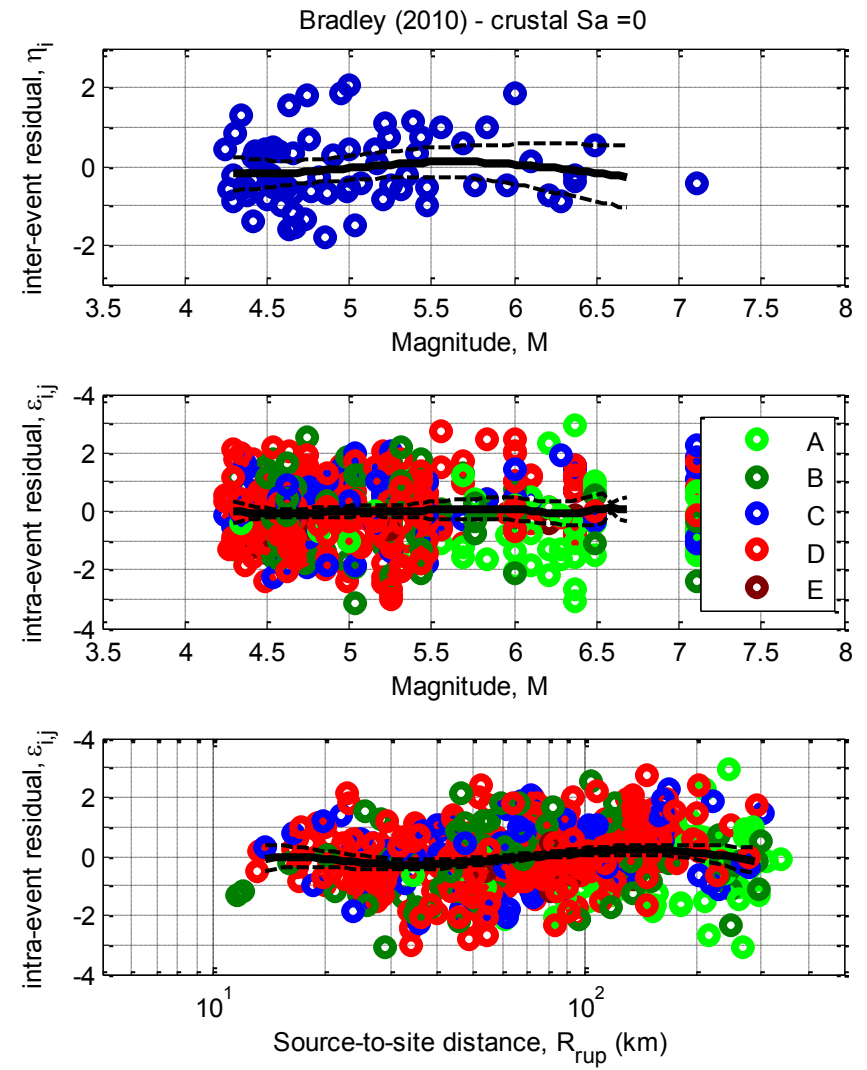 Bradley (2010) - crustal Sa =0
inter-event residual, ηi
2
0
-2
3.5 4 4.5 5 5.5 6 6.5 7 7.5 8
Magnitude, M
intra-event residual, εi,j
-4
2
0
-2
-4
A
B
C
D
E
3.5 4 4.5 5 5.5 6 6.5 7 7.5 8
Magnitude, M
intra-event residual, εi,j
-4
2
0
-2
-4
10^1 10^2
Source-to-site distance, Rrup (km)